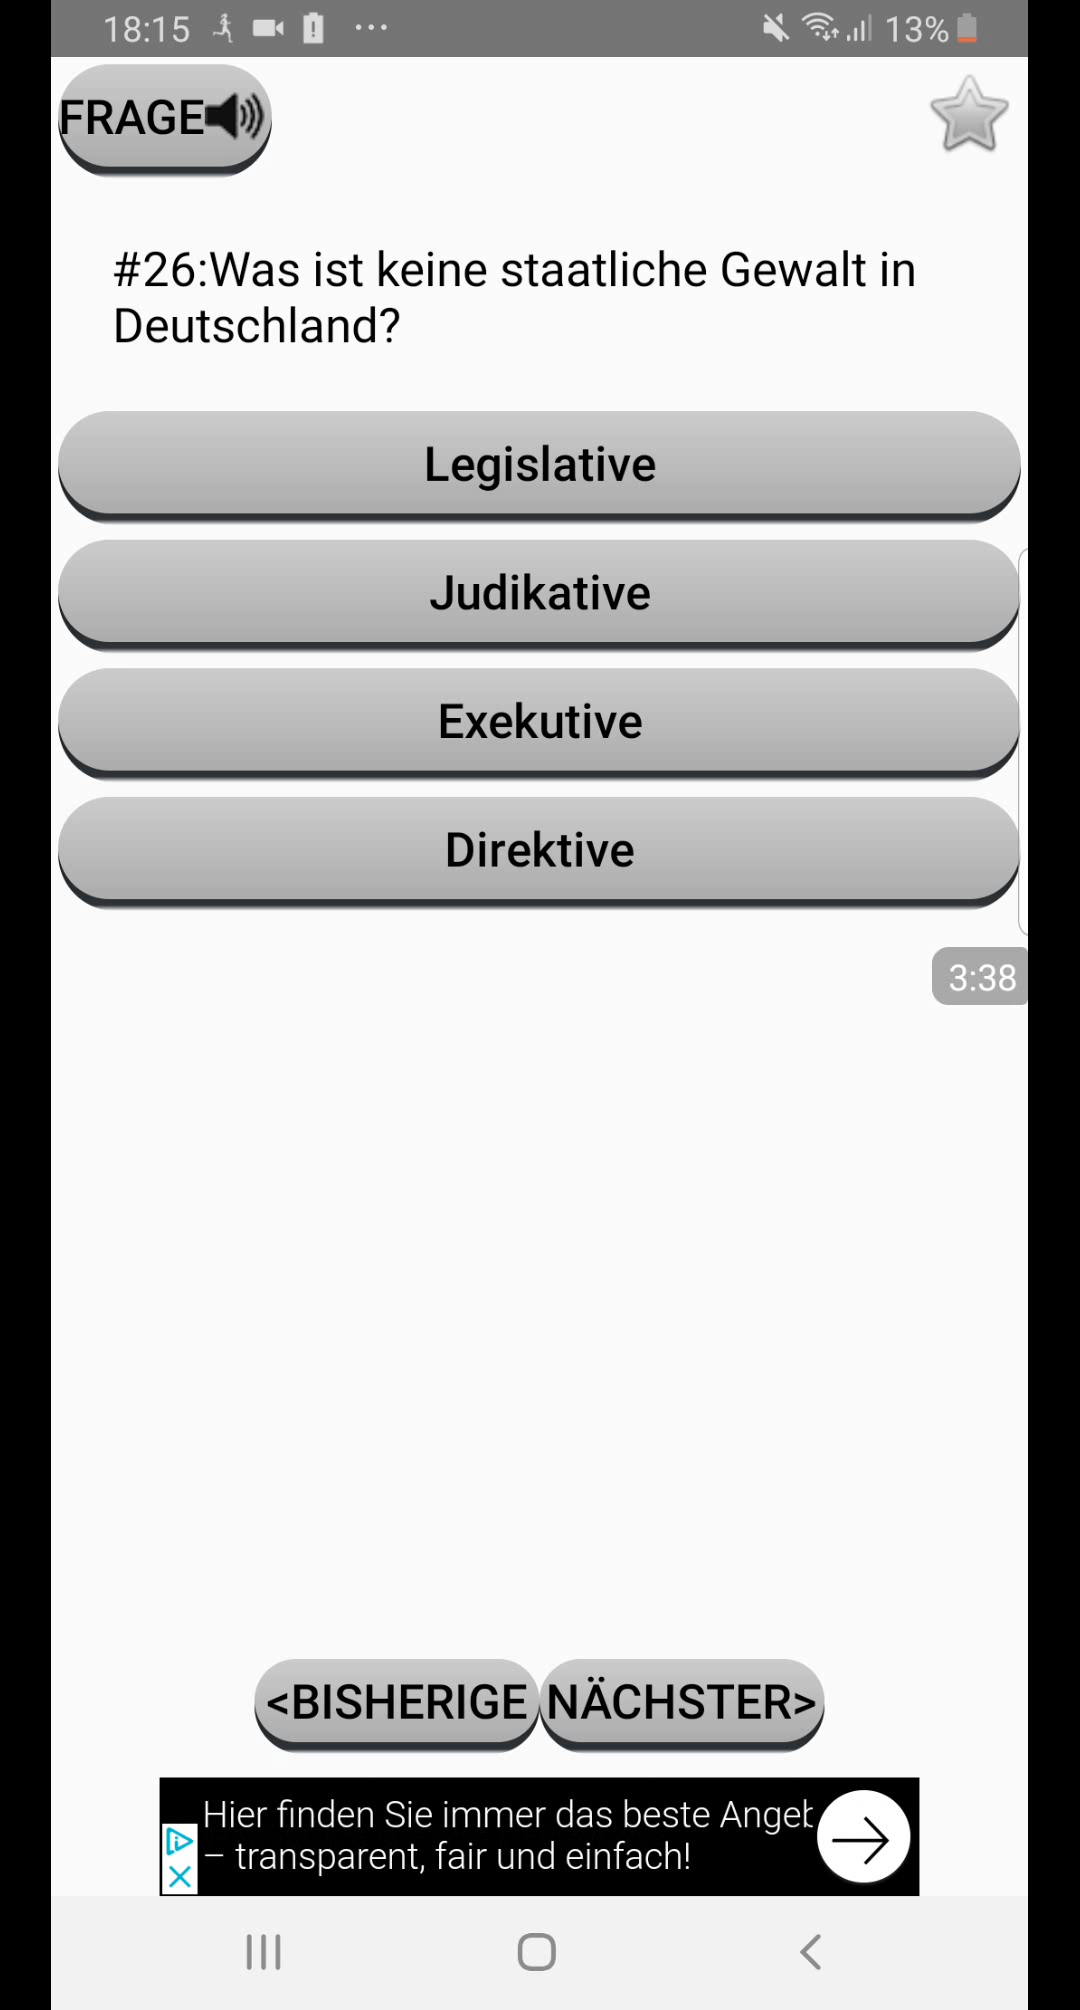 18:15
13%
FRAGE
#26:Was ist keine staatliche Gewalt in
Deutschland?
Legislative
Judikative
Exekutive
Direktive
3:38
<BISHERIGE
NÄCHSTER>
Hier finden Sie immer das beste Angeb
– transparent, fair und einfach!